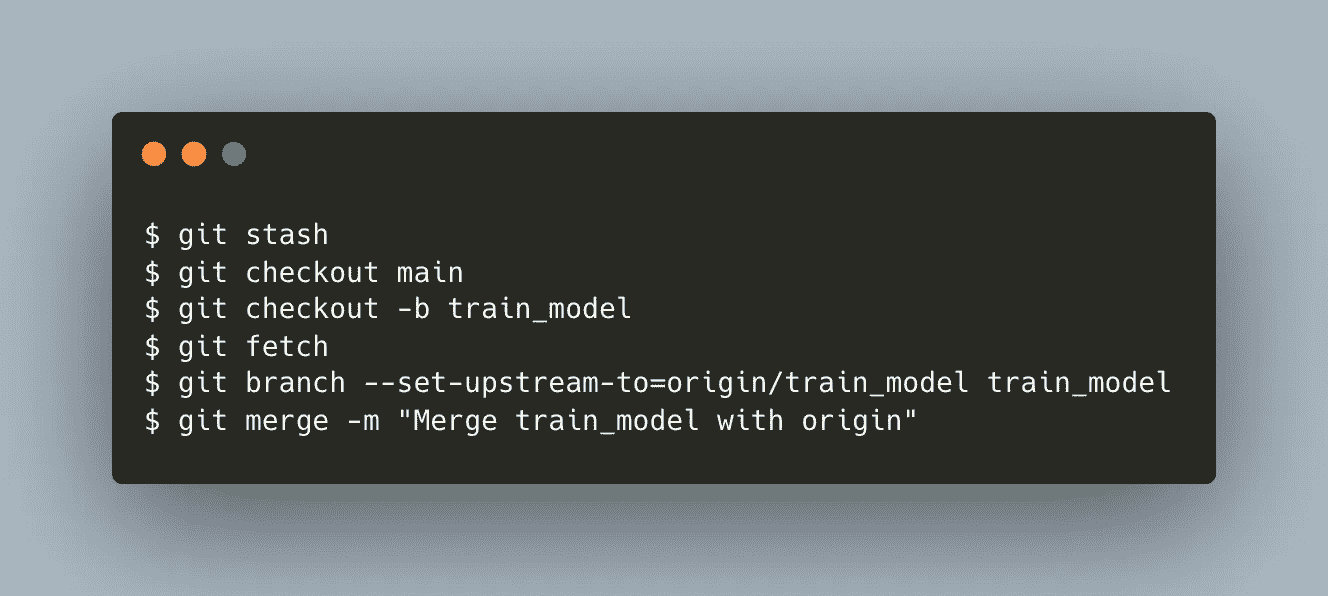 $ git stash
$ git checkout main
$ git checkout -b train_model
$ git fetch
$ git branch --set-upstream-to=origin/train_model train_model
$ git merge -m "Merge train_model with origin"